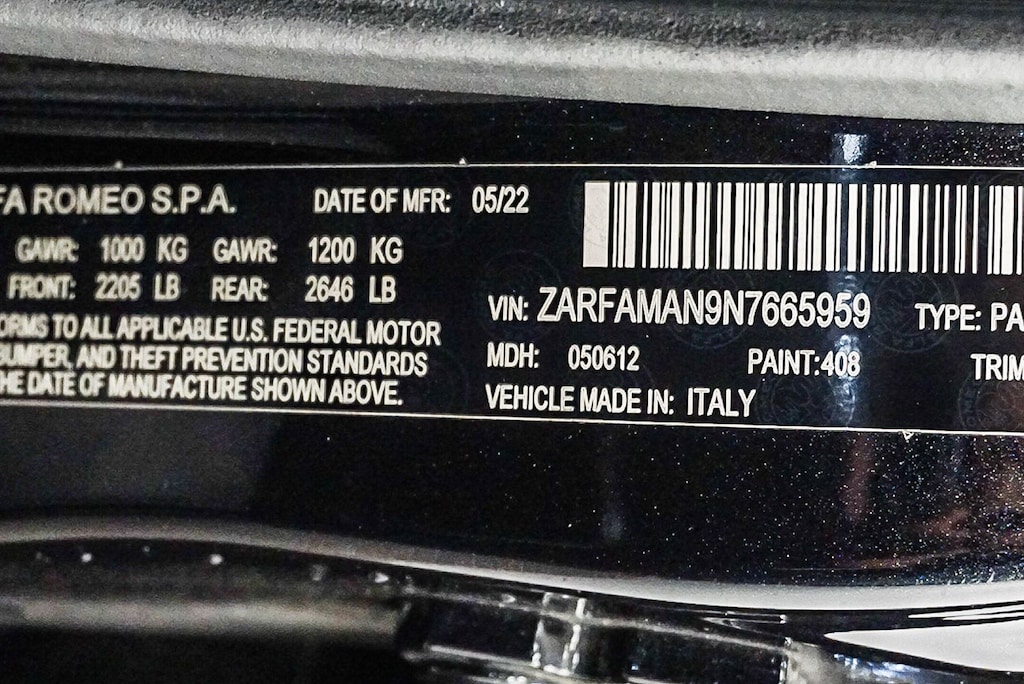 FA ROMEO S.P.A. DATE OF MFR: 05/22
GAWR: 1000 KG GAWR: 1200 KG
FRONT: 2205 LB REAR: 2646 LB
ORMS TO ALL APPLICABLE U.S. FEDERAL MOTOR
BUMPER, AND THEFT PREVENTION STANDARDS
HE DATE OF MANUFACTURE SHOWN ABOVE.
VIN: ZARFAMAN9N7665959 TYPE: PA
MDH: 050612 PAINT:408 TRIM
VEHICLE MADE IN: ITALY